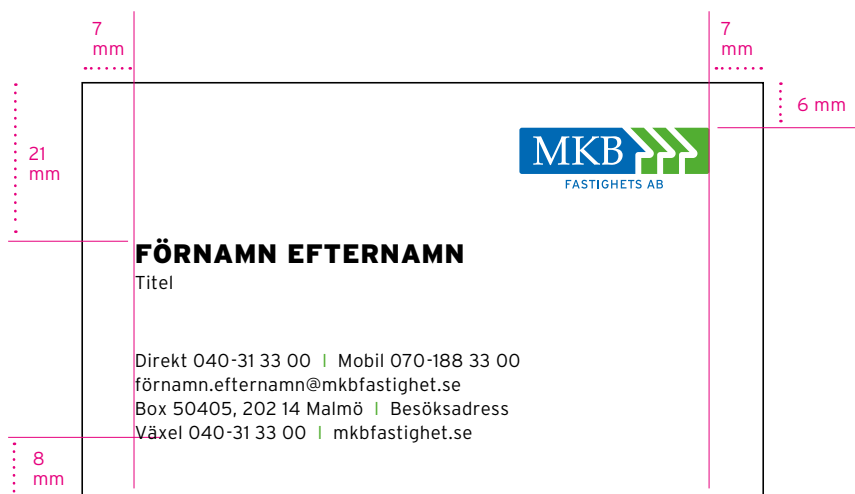 7
mm
7
mm
6 mm
21
mm
MKB
FASTIGHETS AB
FÖRNAMN EFTERNAMN
Titel
Direkt 040-31 33 00 | Mobil 070-188 33 00
förnamn.efternamn@mkbfastighet.se
Box 50405, 202 14 Malmö | Besöksadress
Växel 040-31 33 00 | mkbfastighet.se
8
mm